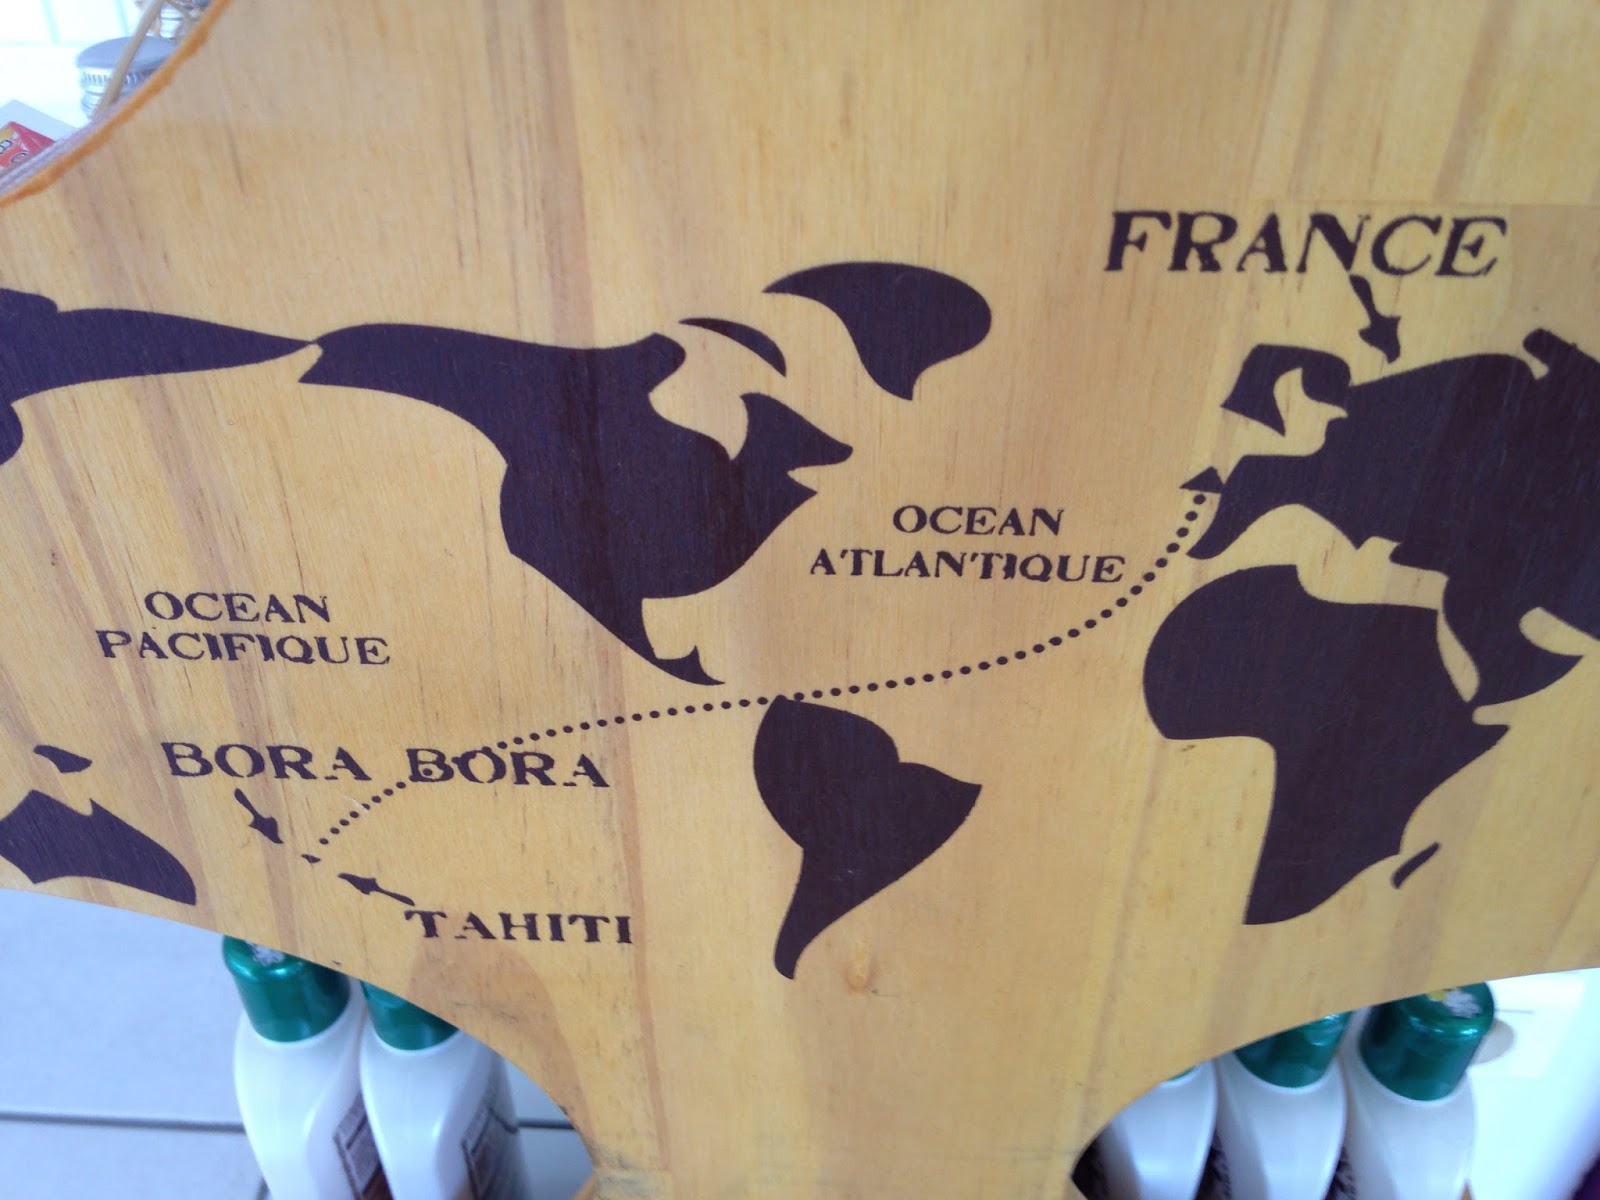 FRANCE
OCEAN
ATLANTIQUE
OCEAN
PACIFIQUE
BORA BORA
TAHITI